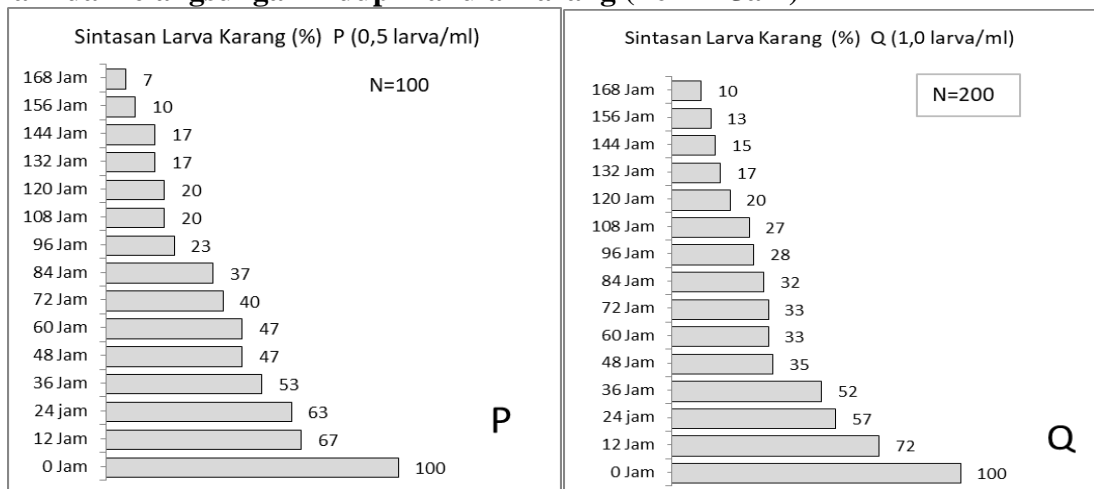 Sintasan Larva Karang (%) P (0,5 larva/ml)
N=100
168 Jam 7
156 Jam 10
144 Jam 17
132 Jam 17
120 Jam 20
108 Jam 20
96 Jam 23
84 Jam 37
72 Jam 40
60 Jam 47
48 Jam 47
36 Jam 53
24 jam 63
12 Jam 67
0 Jam 100
P
Sintasan Larva Karang (%) Q (1,0 larva/ml)
N=200
168 Jam 10
156 Jam 13
144 Jam 15
132 Jam 17
120 Jam 20
108 Jam 27
96 Jam 28
84 Jam 32
72 Jam 33
60 Jam 33
48 Jam 35
36 Jam 52
24 jam 57
12 Jam 72
0 Jam 100
Q